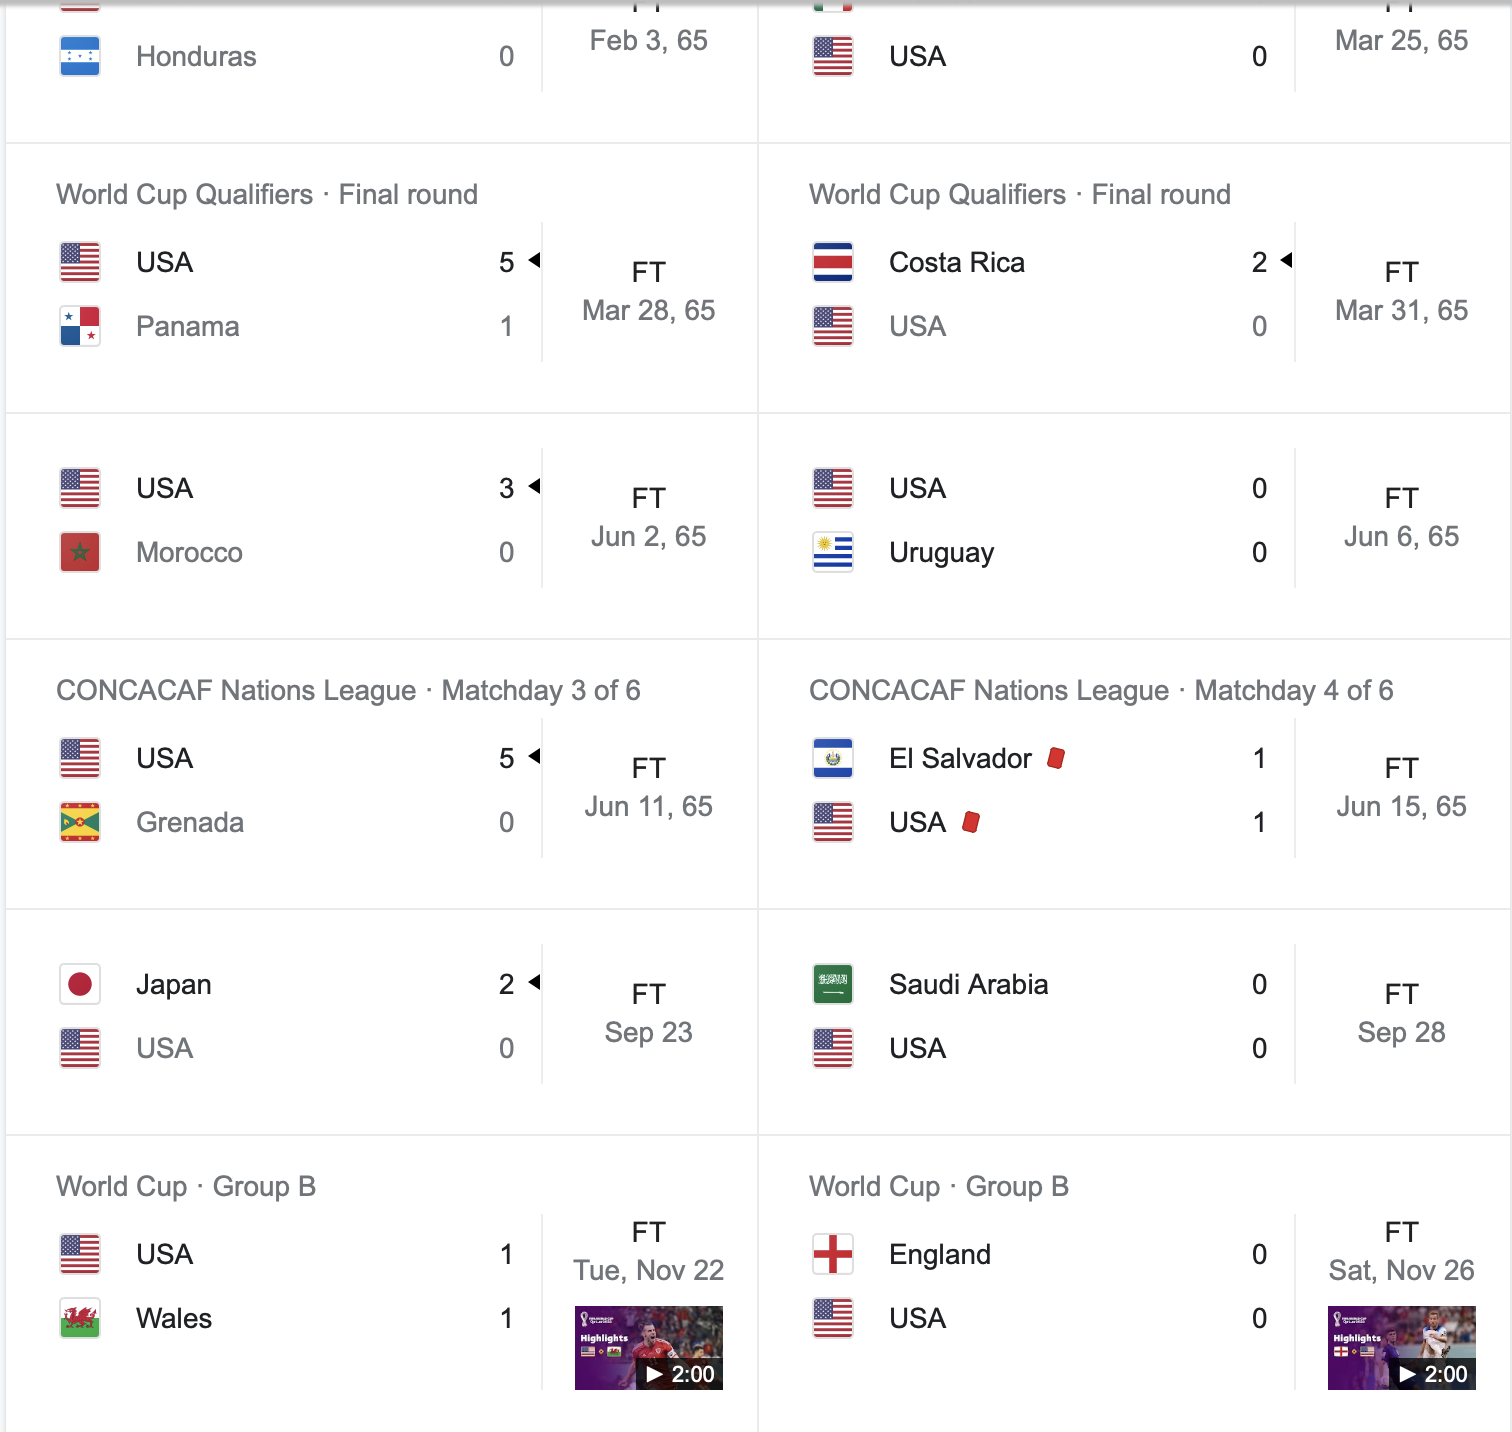 FT
Honduras 0
Feb 3, 65
FT
USA 0
Mar 25, 65
World Cup Qualifiers · Final round
USA 5
Panama 1
FT
Mar 28, 65
World Cup Qualifiers · Final round
Costa Rica 2
USA 0
FT
Mar 31, 65
USA 3
Morocco 0
FT
Jun 2, 65
USA 0
Uruguay 0
FT
Jun 6, 65
CONCACAF Nations League · Matchday 3 of 6
USA 5
Grenada 0
FT
Jun 11, 65
CONCACAF Nations League · Matchday 4 of 6
El Salvador 1
USA 1
FT
Jun 15, 65
Japan 2
USA 0
FT
Sep 23
Saudi Arabia 0
USA 0
FT
Sep 28
World Cup · Group B
USA 1
Wales 1
FT
Tue, Nov 22
Highlights
2:00
World Cup · Group B
England 0
USA 0
FT
Sat, Nov 26
Highlights
2:00